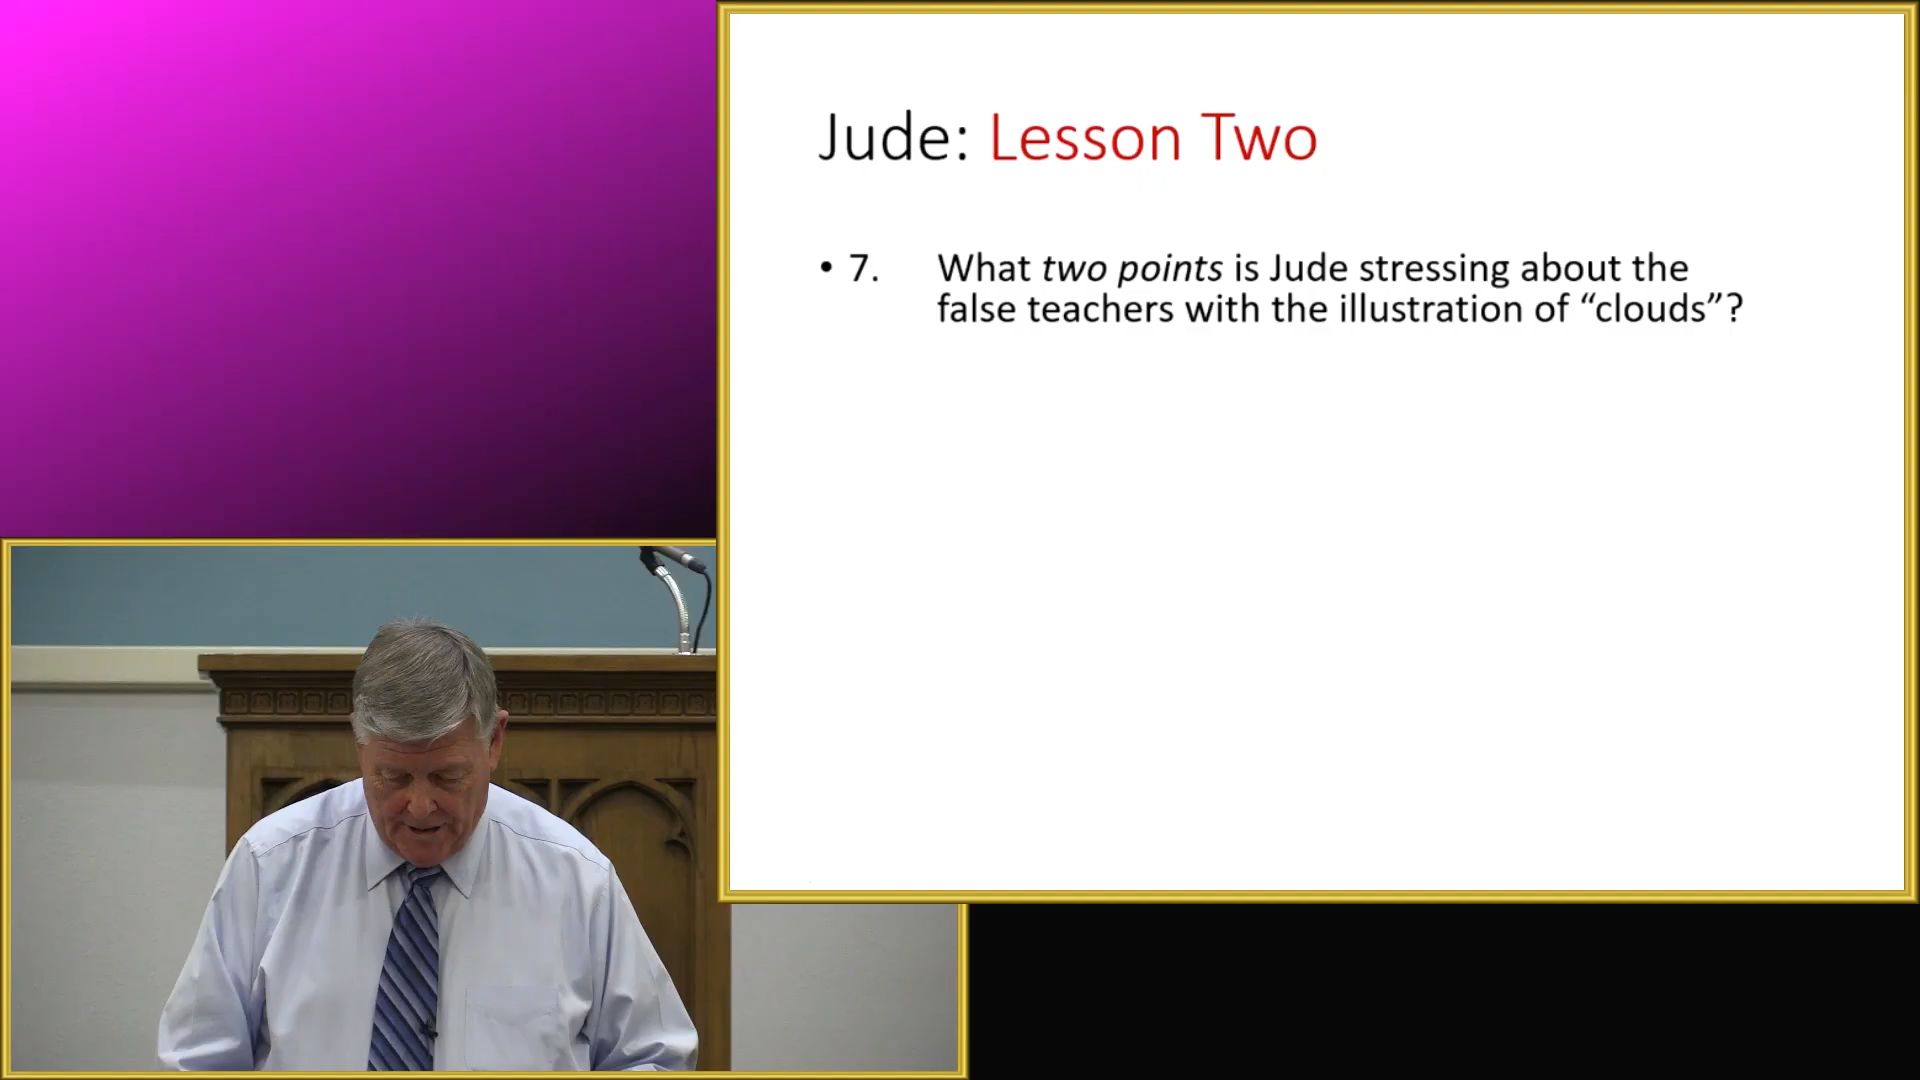 Jude: Lesson Two
• 7. What two points is Jude stressing about the
false teachers with the illustration of “clouds”?